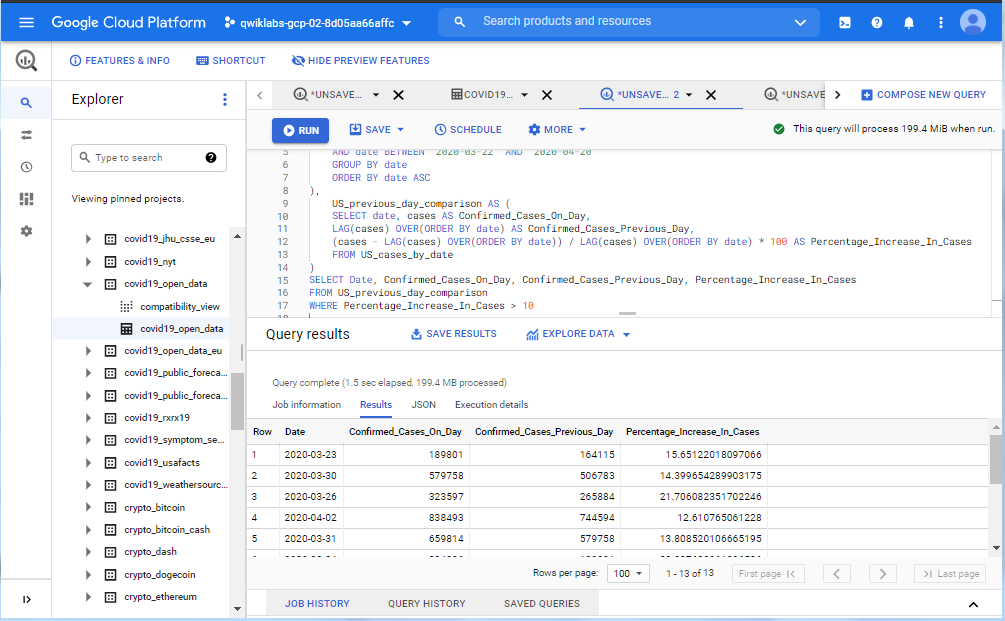 Google Cloud Platform
qwiklabs-gcp-02-8d05aa66affc
Search products and resources
FEATURES & INFO
SHORTCUT
HIDE PREVIEW FEATURES
Explorer
Type to search
Viewing pinned projects.
covid19_jhu_csse_eu
covid19_nyt
covid19_open_data
compatibility_view
covid19_open_data
covid19_open_data_eu
covid19_public_foreca...
covid19_public_foreca...
covid19_rxrx19
covid19_symptom_se...
covid19_usafacts
covid19_weathersourc...
crypto_bitcoin
crypto_bitcoin_cash
crypto_dash
crypto_dogecoin
crypto_ethereum
*UNSAVE...
COVID19...
*UNSAVE... 2
*UNSAVE
COMPOSE NEW QUERY
RUN
SAVE
SCHEDULE
MORE
This query will process 199.4 MiB when run.
5 AND date BETWEEN '2020-03-22' AND '2020-04-20'
6 GROUP BY date
7 ORDER BY date ASC
8 ),
9 US_previous_day_comparison AS (
10 SELECT date, cases AS Confirmed_Cases_On_Day,
11 LAG(cases) OVER(ORDER BY date) AS Confirmed_Cases_Previous_Day,
12 (cases - LAG(cases) OVER(ORDER BY date)) / LAG(cases) OVER(ORDER BY date) * 100 AS Percentage_Increase_In_Cases
13 FROM US_cases_by_date
14 )
15 SELECT Date, Confirmed_Cases_On_Day, Confirmed_Cases_Previous_Day, Percentage_Increase_In_Cases
16 FROM US_previous_day_comparison
17 WHERE Percentage_Increase_In_Cases > 10
18
Query results
SAVE RESULTS
EXPLORE DATA
Query complete (1.5 sec elapsed, 199.4 MB processed)
Job information Results JSON Execution details
Row Date Confirmed_Cases_On_Day Confirmed_Cases_Previous_Day Percentage_Increase_In_Cases
1 2020-03-23 189801 164115 15.65122018097066
2 2020-03-30 579758 506783 14.399654289903175
3 2020-03-26 323597 265884 21.706082351702246
4 2020-04-02 838493 744594 12.610765061228
5 2020-03-31 659814 579758 13.808520106665195
Rows per page: 100 1 - 13 of 13 First page Last page
JOB HISTORY QUERY HISTORY SAVED QUERIES